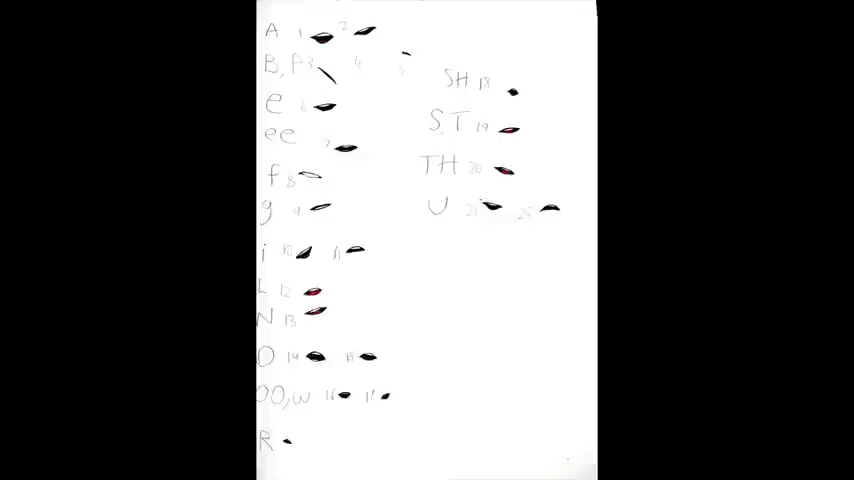 A 1 2
B, P 3 4 5
e 6
ee 7
f 8
g 9
i 10 11
L 12
N 13
O 14 15
OO, W 16 17
R
SH 18
S, T 19
TH 20
U 21 22